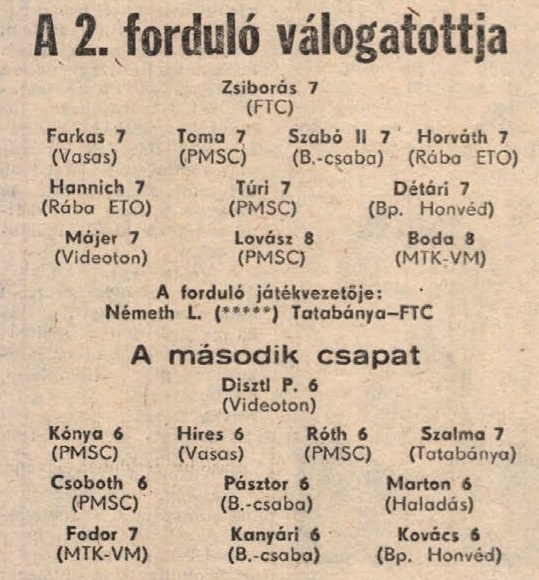 A 2. forduló válogatottja
Zsiborás 7
(FTC)
Farkas 7 Toma 7 Szabó II 7 Horváth 7
(Vasas) (PMSC) (B.-csaba) (Rába ETO)
Hannich 7 Túri 7 Détári 7
(Rába ETO) (PMSC) (Bp. Honvéd)
Májer 7 Lovász 8 Boda 8
(Videoton) (PMSC) (MTK-VM)
A forduló játékvezetője:
Németh L. (*****) Tatabánya–FTC
A második csapat
Disztl P. 6
(Videoton)
Kónya 6 Híres 6 Róth 6 Szalma 7
(PMSC) (Vasas) (PMSC) (Tatabánya)
Csoboth 6 Pásztor 6 Marton 6
(PMSC) (B.-csaba) (Haladás)
Fodor 7 Kanyári 6 Kovács 6
(MTK-VM) (B.-csaba) (Bp. Honvéd)